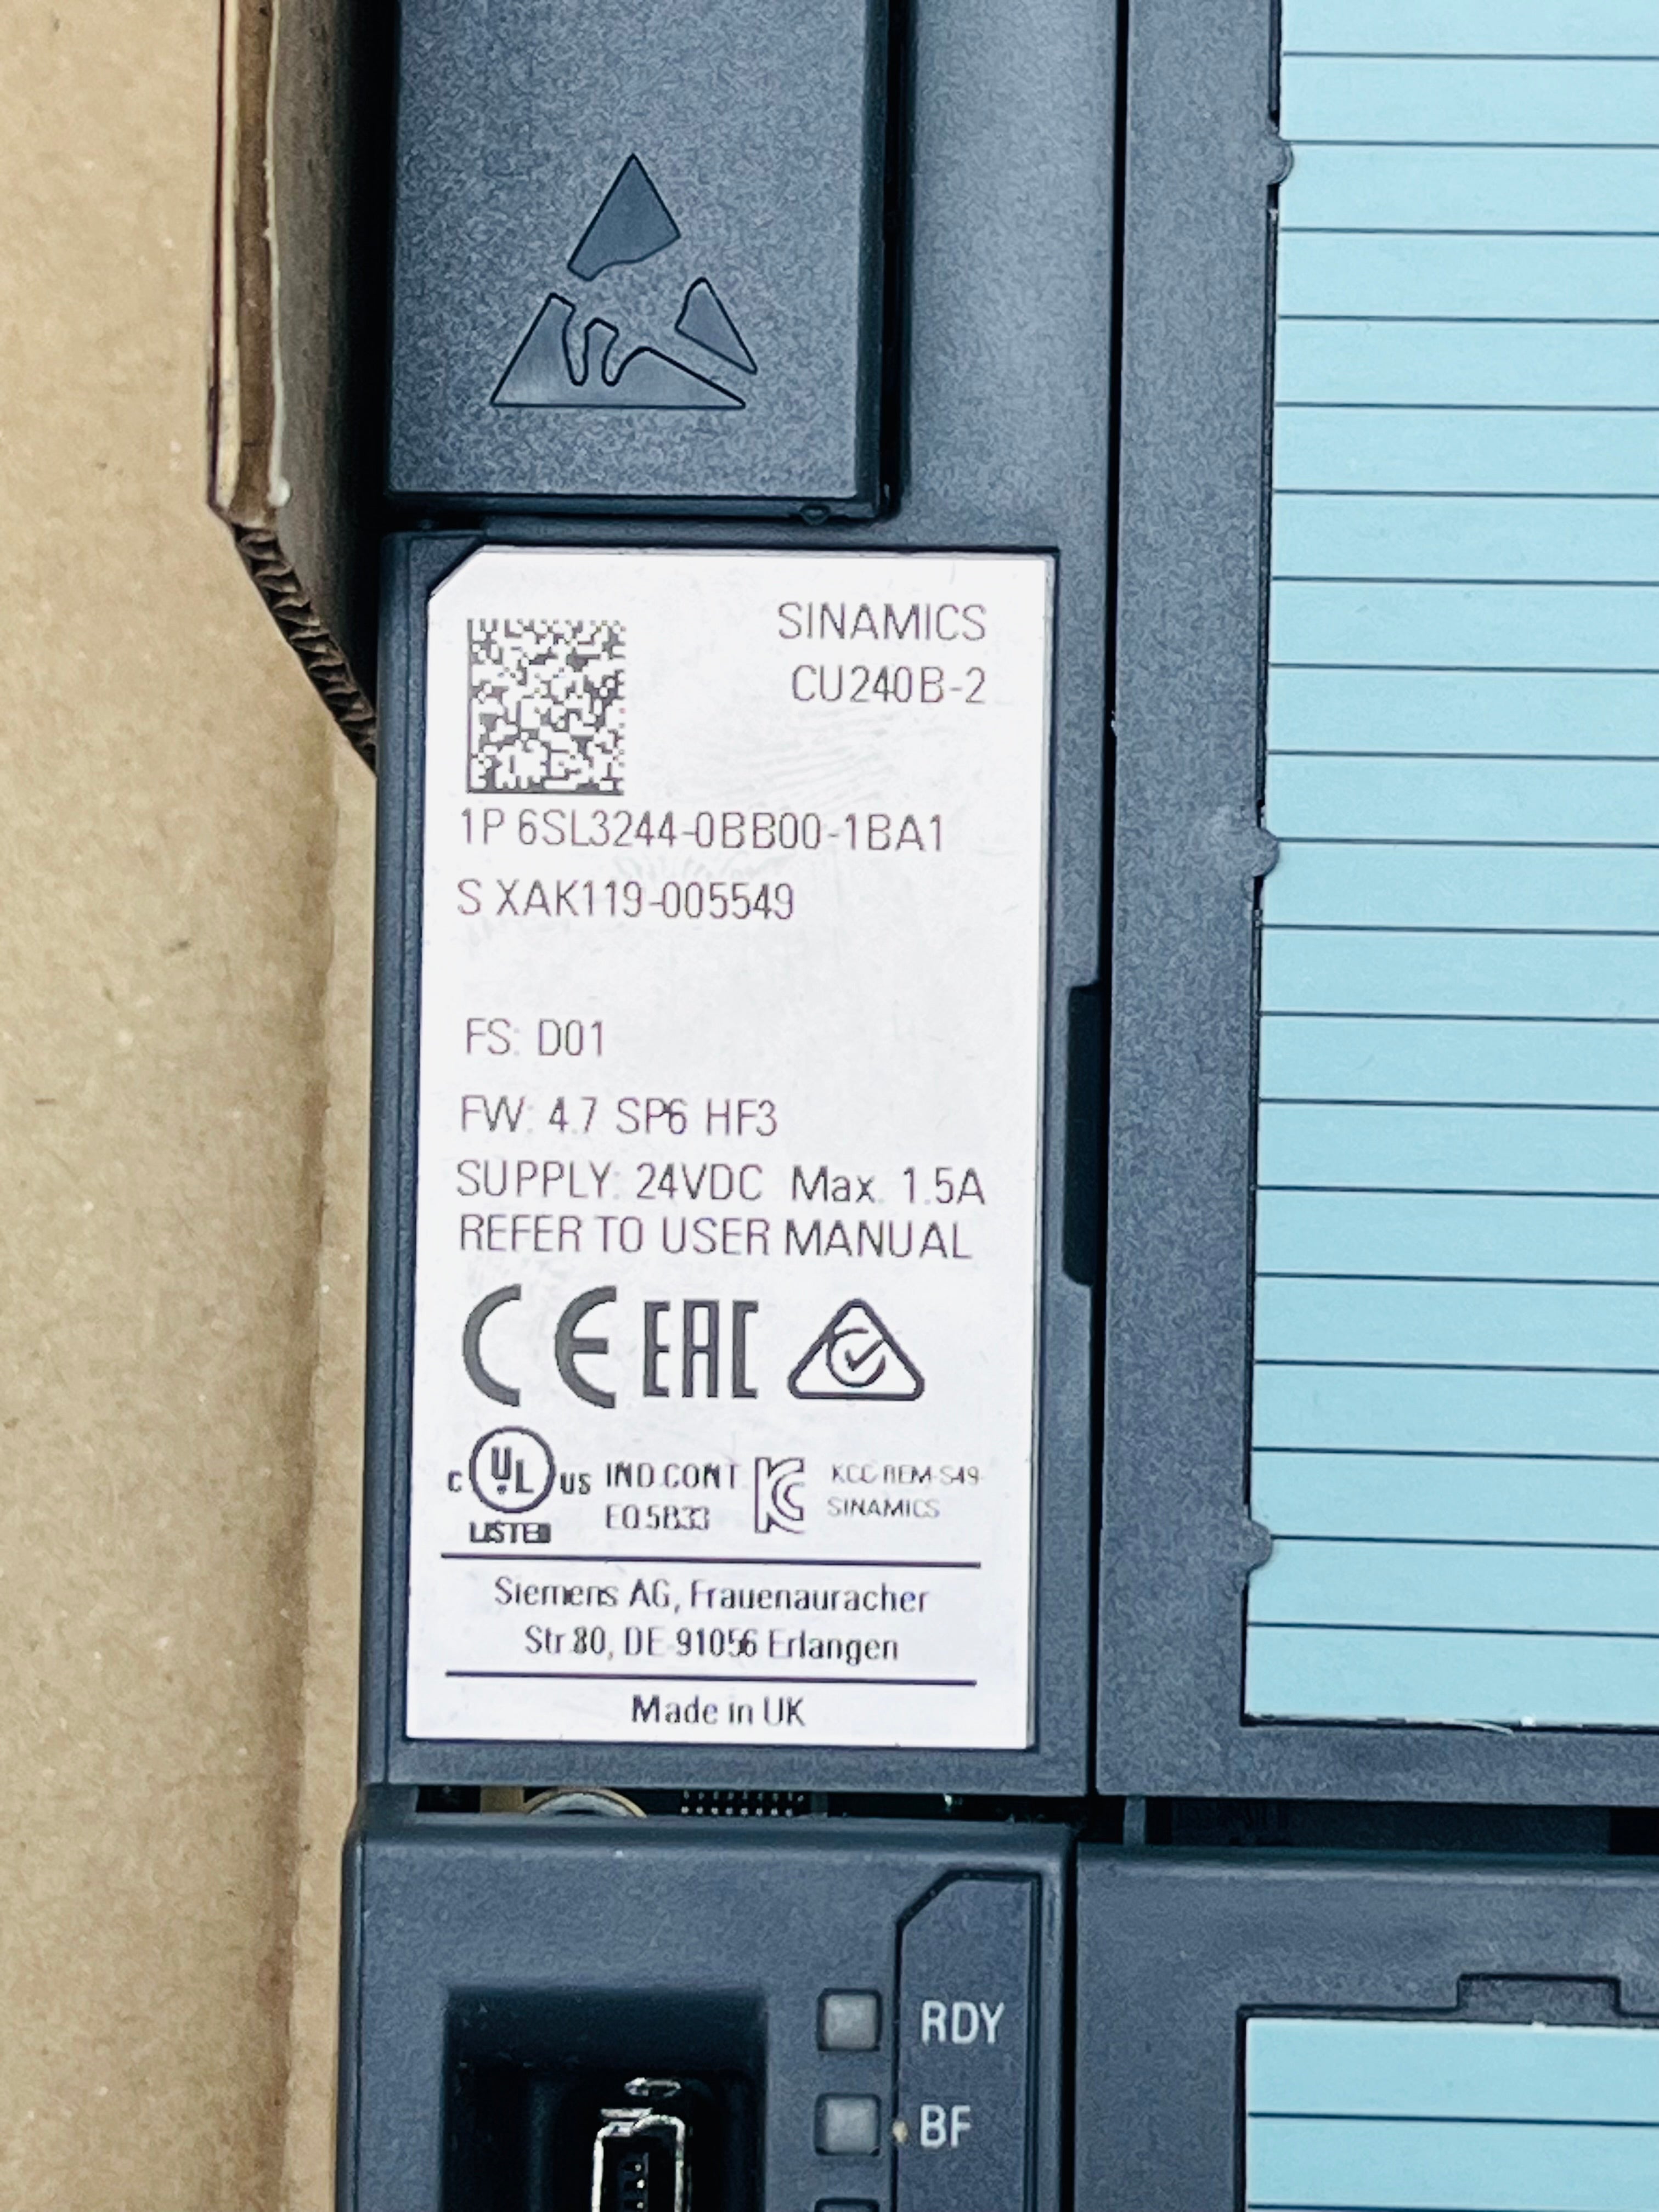 SINAMICS
CU240B-2
1P 6SL3244-0BB00-1BA1
S XAK119-005549
FS: D01
FW: 4.7 SP6 HF3
SUPPLY: 24VDC Max. 1.5A
REFER TO USER MANUAL
CE EAC
C UL US IND.CONT.
LISTED EQ.5B33
KCC-REM-S49-
SINAMICS
Siemens AG, Frauenauracher
Str.80, DE-91056 Erlangen
Made in UK
RDY
BF